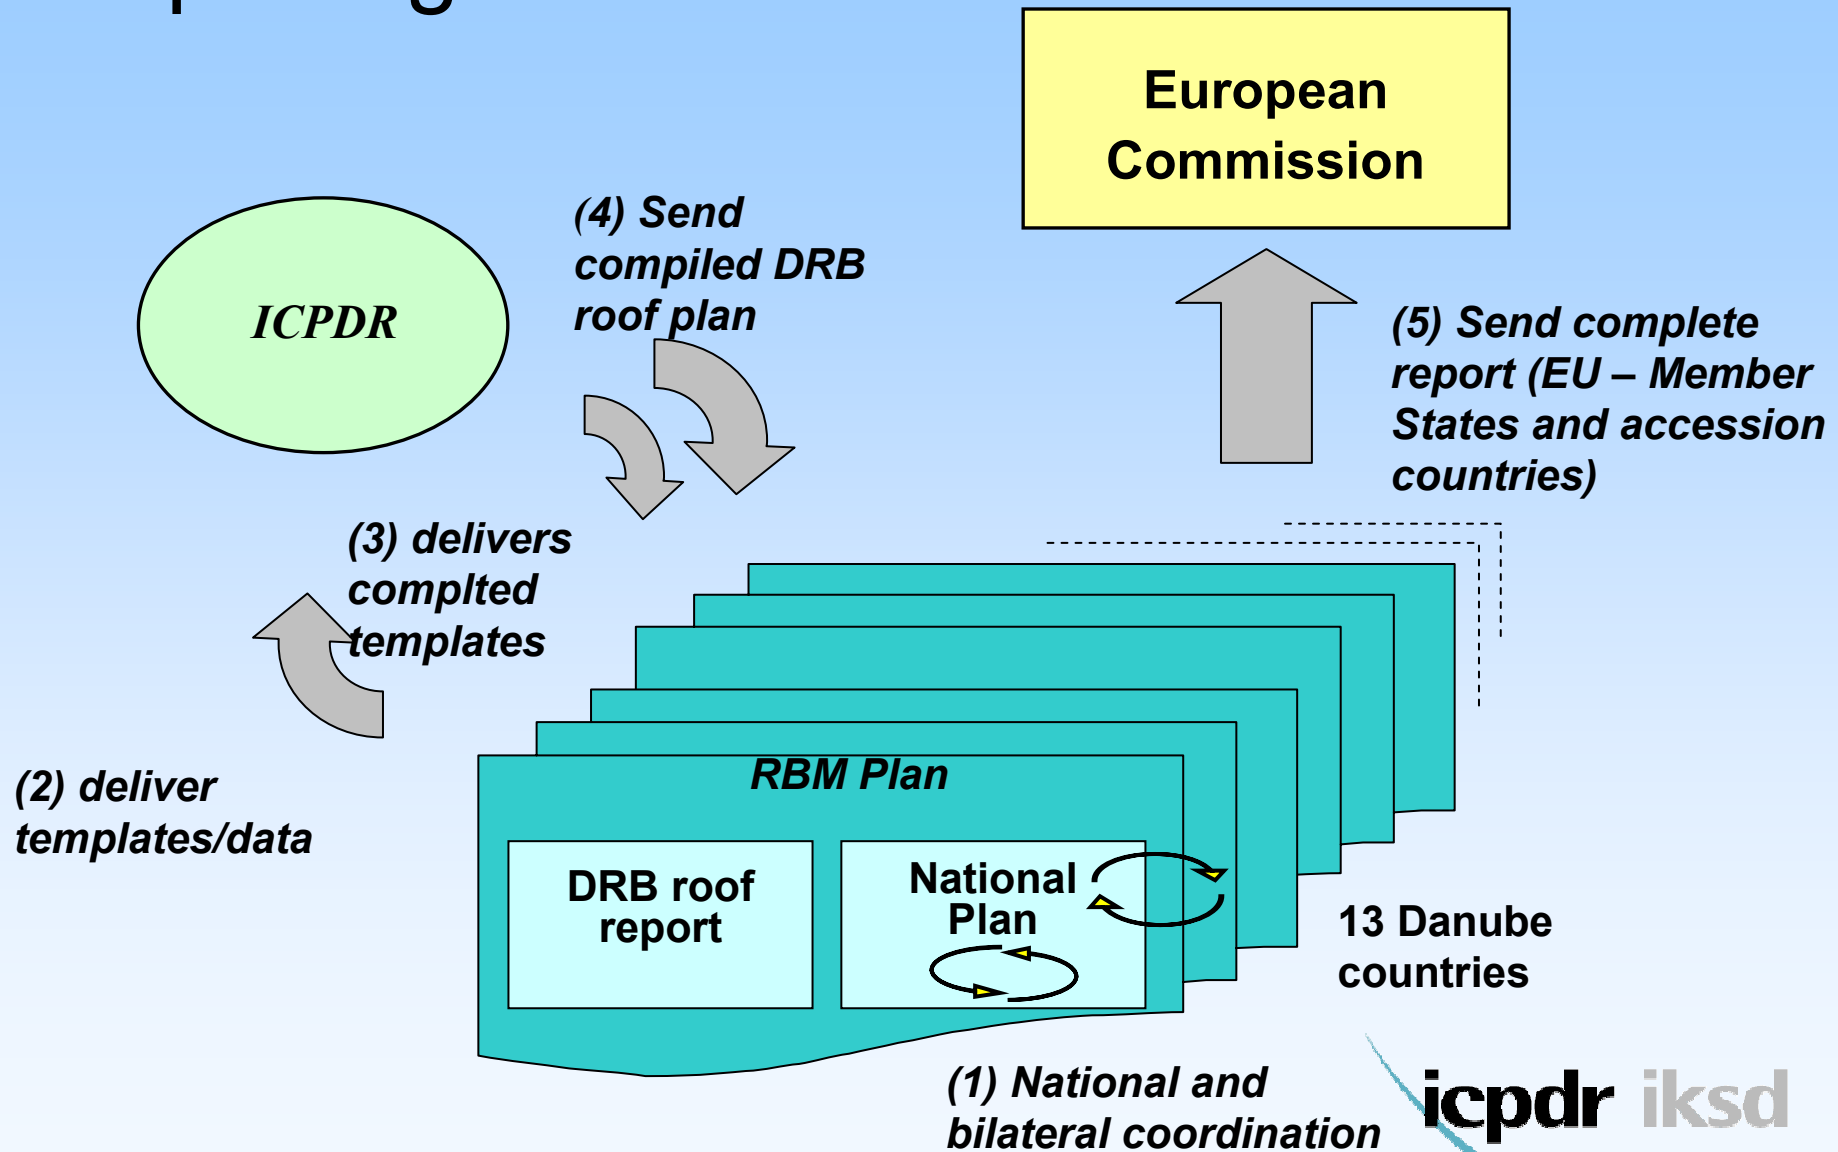 European
Commission
ICPDR
(4) Send
compiled DRB
roof plan
(5) Send complete
report (EU – Member
States and accession
countries)
(3) delivers
complted
templates
(2) deliver
templates/data
RBM Plan
DRB roof
report
National
Plan
13 Danube
countries
(1) National and
bilateral coordination
icpdr iksd